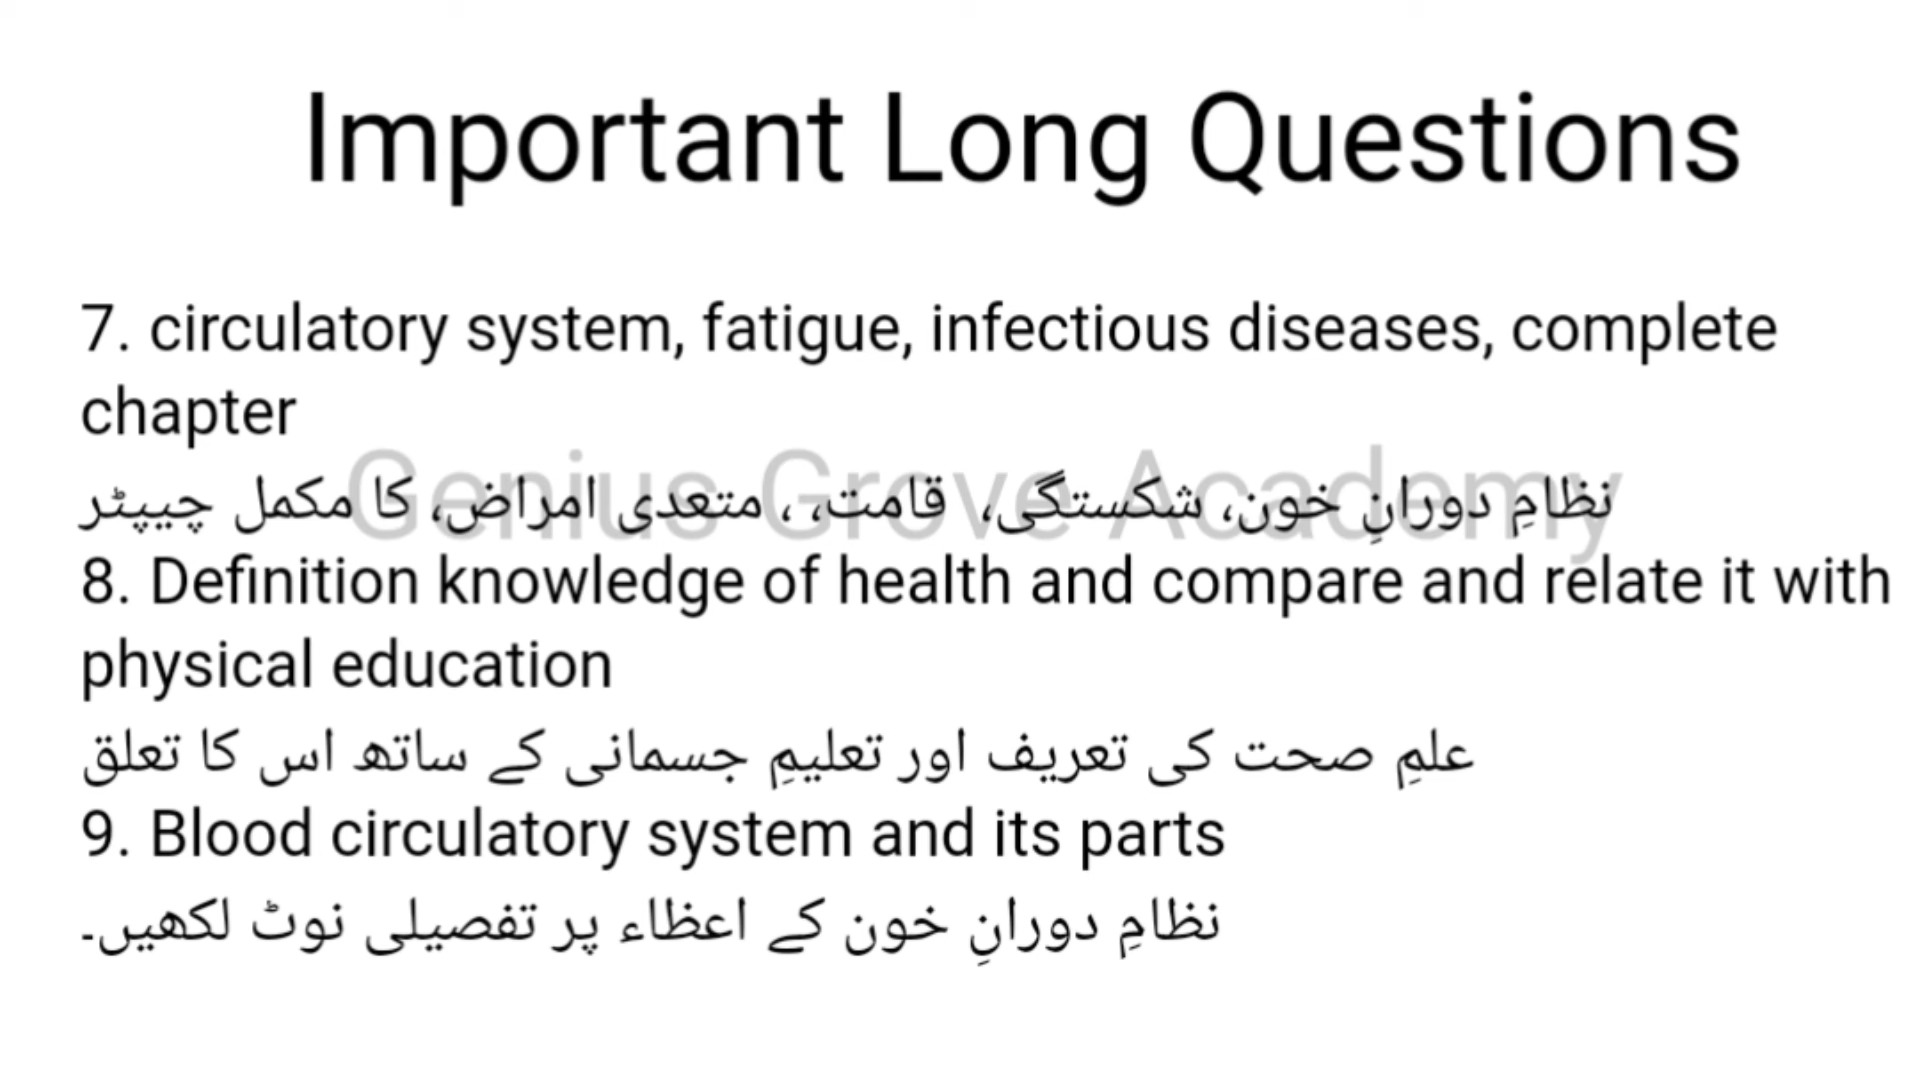 Important Long Questions
7. circulatory system, fatigue, infectious diseases, complete
chapter
نظامِ دورانِ خون، شکستگی، قامت،، متعدی امراض، کا مکمل چیپٹر
Genius Grove Academy
8. Definition knowledge of health and compare and relate it with
physical education
علمِ صحت کی تعریف اور تعلیمِ جسمانی کے ساتھ اس کا تعلق
9. Blood circulatory system and its parts
نظامِ دورانِ خون کے اعظاء پر تفصیلی نوٹ لکھیں۔